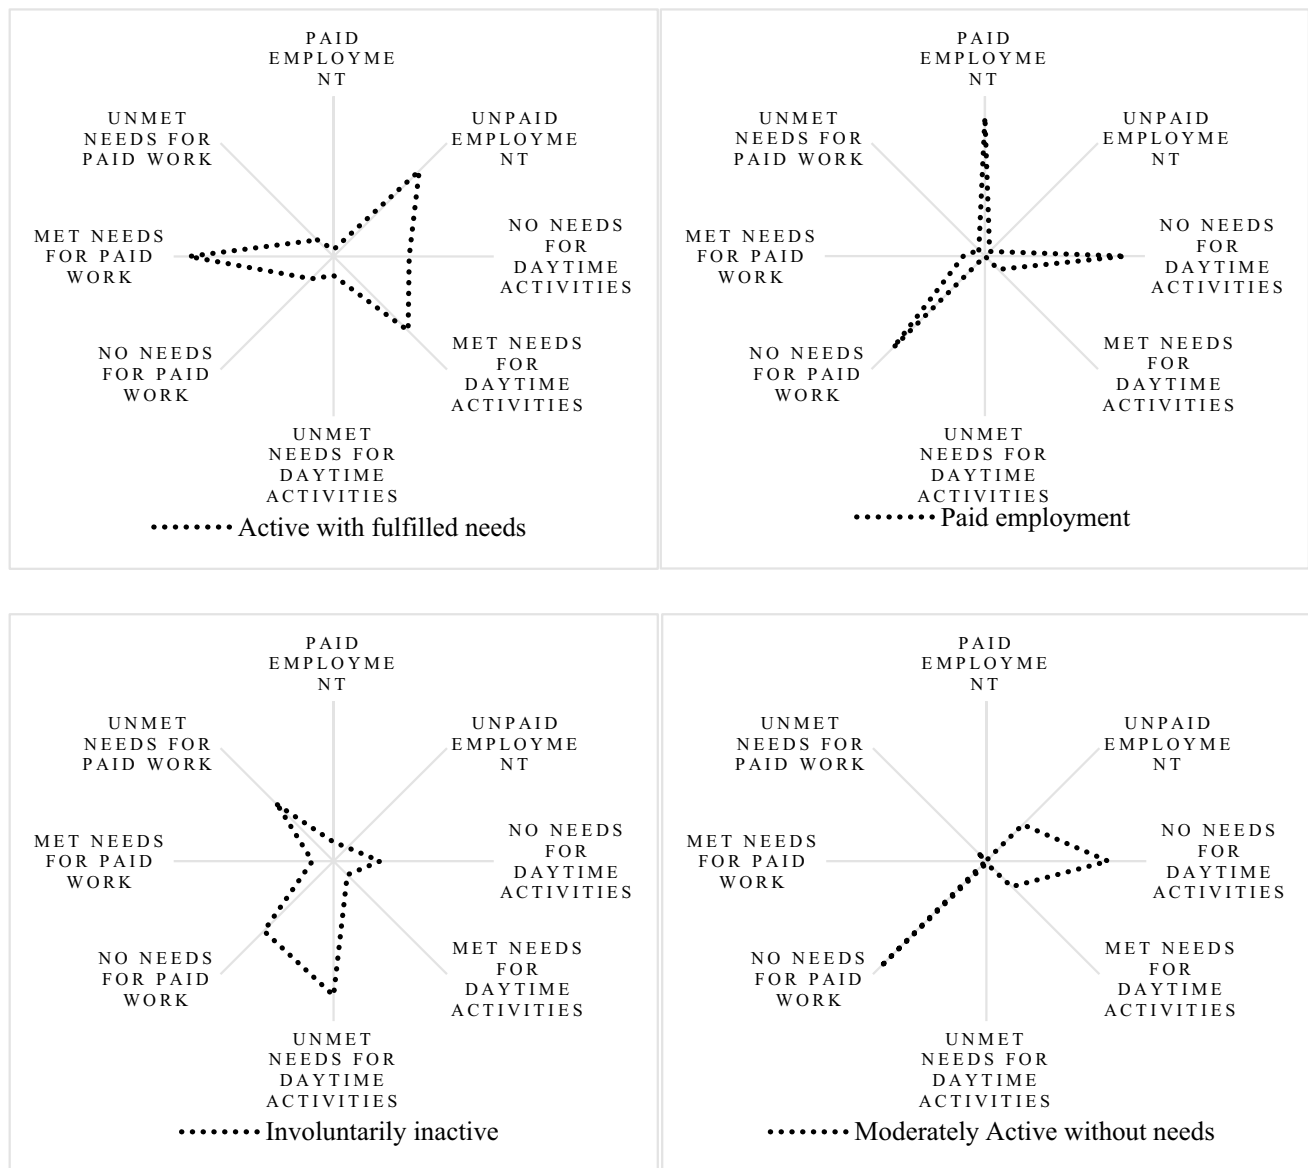 PAID
EMPLOYME
NT
UNPAID
EMPLOYME
NT
NO NEEDS
FOR
DAYTIME
ACTIVITIES
MET NEEDS
FOR
DAYTIME
ACTIVITIES
UNMET
NEEDS FOR
DAYTIME
ACTIVITIES
NO NEEDS
FOR PAID
WORK
MET NEEDS
FOR PAID
WORK
UNMET
NEEDS FOR
PAID WORK
Active with fulfilled needs
PAID
EMPLOYME
NT
UNPAID
EMPLOYME
NT
NO NEEDS
FOR
DAYTIME
ACTIVITIES
MET NEEDS
FOR
DAYTIME
ACTIVITIES
UNMET
NEEDS FOR
DAYTIME
ACTIVITIES
NO NEEDS
FOR PAID
WORK
MET NEEDS
FOR PAID
WORK
UNMET
NEEDS FOR
PAID WORK
Paid employment
PAID
EMPLOYME
NT
UNPAID
EMPLOYME
NT
NO NEEDS
FOR
DAYTIME
ACTIVITIES
MET NEEDS
FOR
DAYTIME
ACTIVITIES
UNMET
NEEDS FOR
DAYTIME
ACTIVITIES
NO NEEDS
FOR PAID
WORK
MET NEEDS
FOR PAID
WORK
UNMET
NEEDS FOR
PAID WORK
Involuntarily inactive
PAID
EMPLOYME
NT
UNPAID
EMPLOYME
NT
NO NEEDS
FOR
DAYTIME
ACTIVITIES
MET NEEDS
FOR
DAYTIME
ACTIVITIES
UNMET
NEEDS FOR
DAYTIME
ACTIVITIES
NO NEEDS
FOR PAID
WORK
MET NEEDS
FOR PAID
WORK
UNMET
NEEDS FOR
PAID WORK
Moderately Active without needs